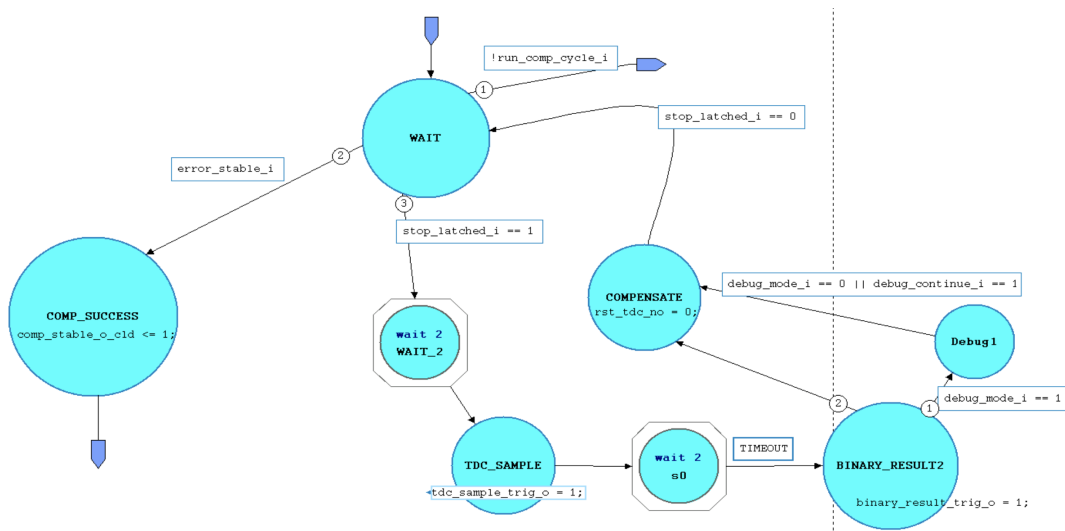 !run_comp_cycle_i
1
stop_latched_i == 0
WAIT
2
error_stable_i
3
stop_latched_i == 1
COMP_SUCCESS
comp_stable_o_cld <= 1;
wait 2
WAIT_2
COMPENSATE
rst_tdc_no = 0;
debug_mode_i == 0 || debug_continue_i == 1
Debug1
debug_mode_i == 1
2
1
TDC_SAMPLE
tdc_sample_trig_o = 1;
wait 2
s0
TIMEOUT
BINARY_RESULT2
binary_result_trig_o = 1;